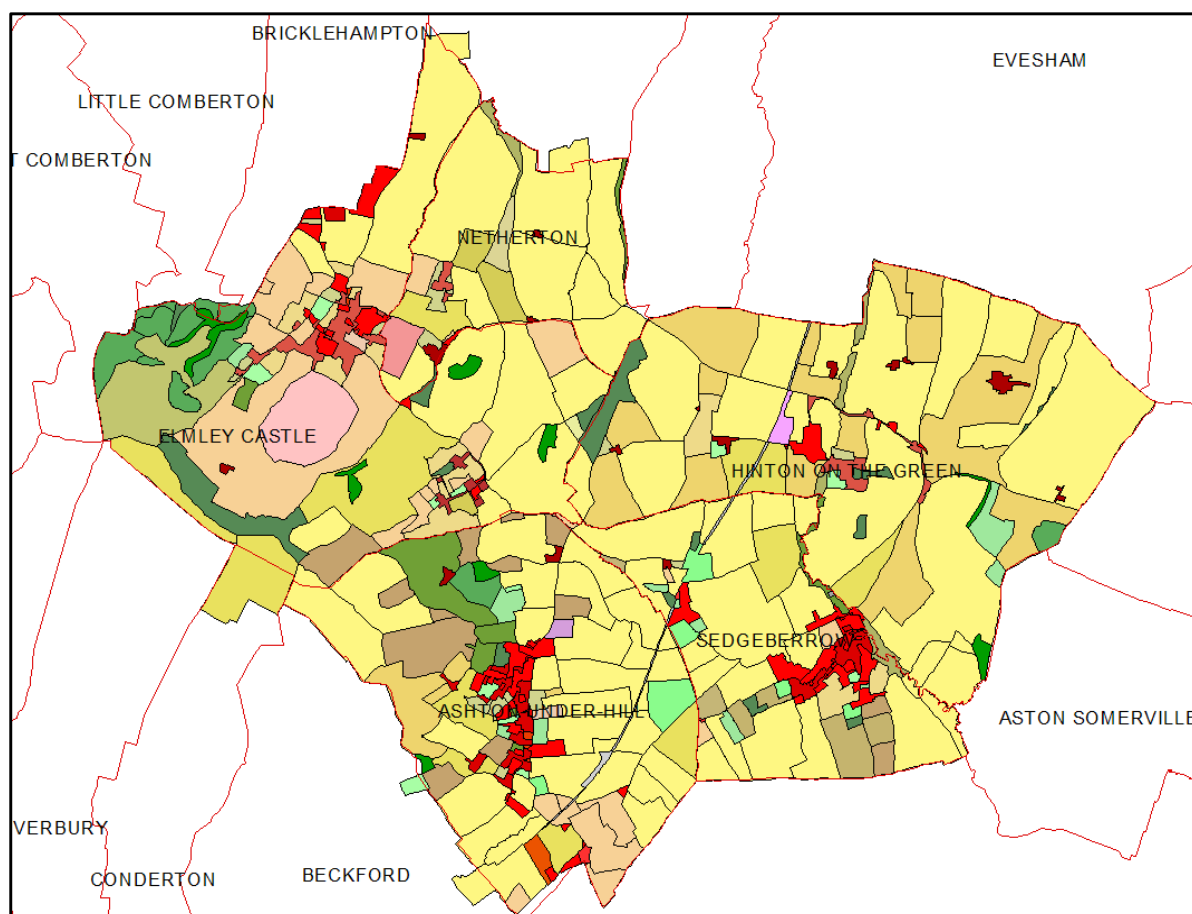 BRICKLEHAMPTON
EVESHAM
LITTLE COMBERTON
T COMBERTON
NETHERTON
ELMLEY CASTLE
HINTON ON THE GREEN
SEDGEBERROW
ASHTON UNDER-HILL
ASTON SOMERVILLE
VERBURY
BECKFORD
CONDERTON